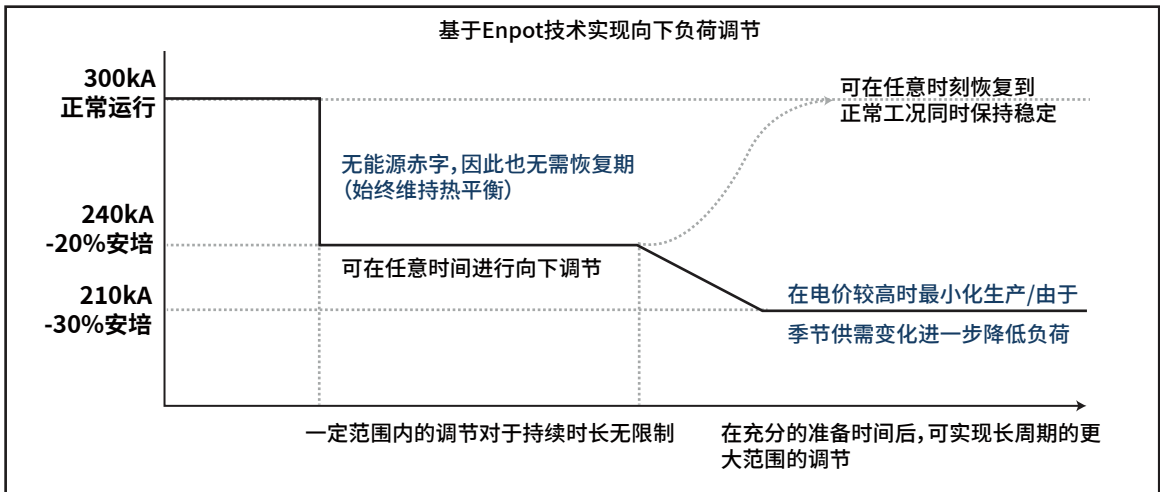 基于Enpot技术实现向下负荷调节
300kA
正常运行
可在任意时刻恢复到
正常工况同时保持稳定
无能源赤字，因此也无需恢复期
（始终维持热平衡）
240kA
-20%安培
可在任意时间进行向下调节
210kA
-30%安培
在电价较高时最小化生产/由于
季节供需变化进一步降低负荷
一定范围内的调节对于持续时长无限制
在充分的准备时间后，可实现长周期的更
大范围的调节